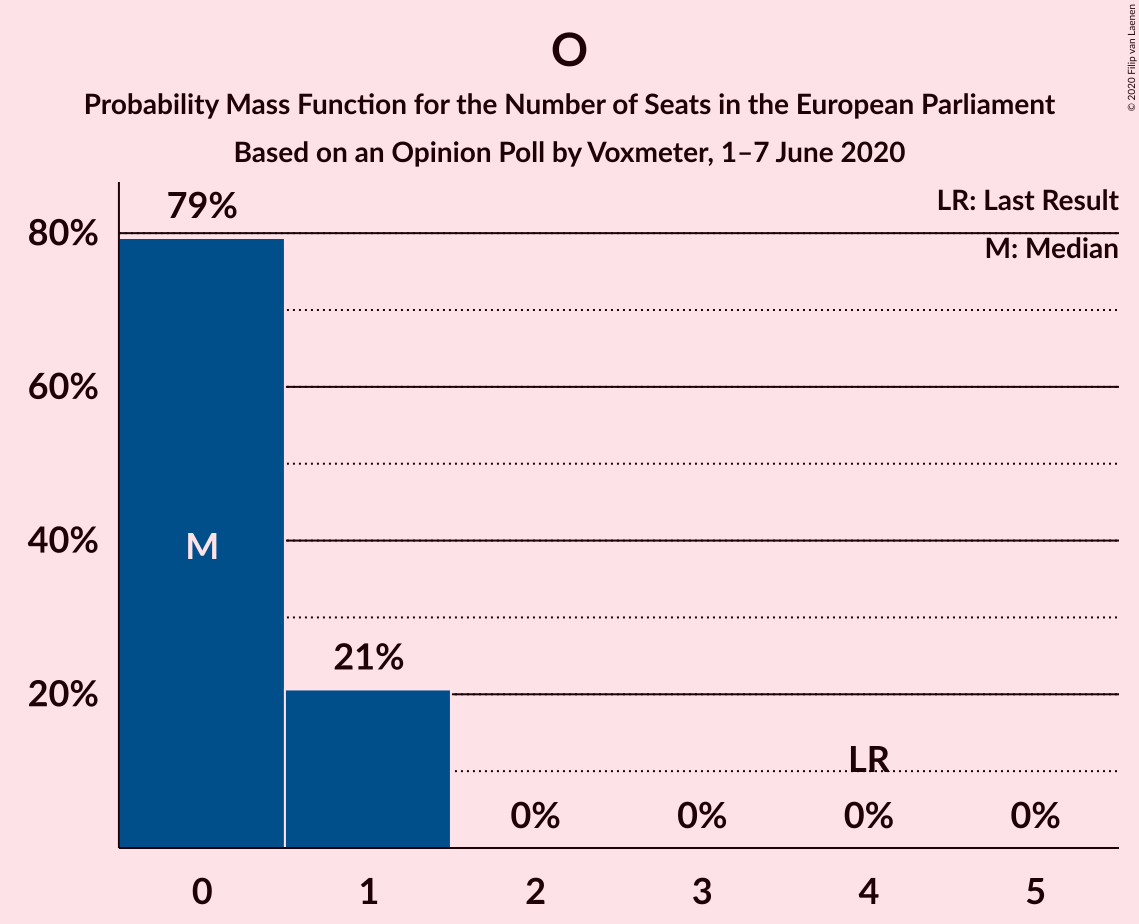 O
Probability Mass Function for the Number of Seats in the European Parliament
Based on an Opinion Poll by Voxmeter, 1–7 June 2020
© 2020 Filip van Laenen
LR: Last Result
M: Median
79%
80%
60%
40%
M
21%
20%
LR
0% 0% 0% 0%
0 1 2 3 4 5